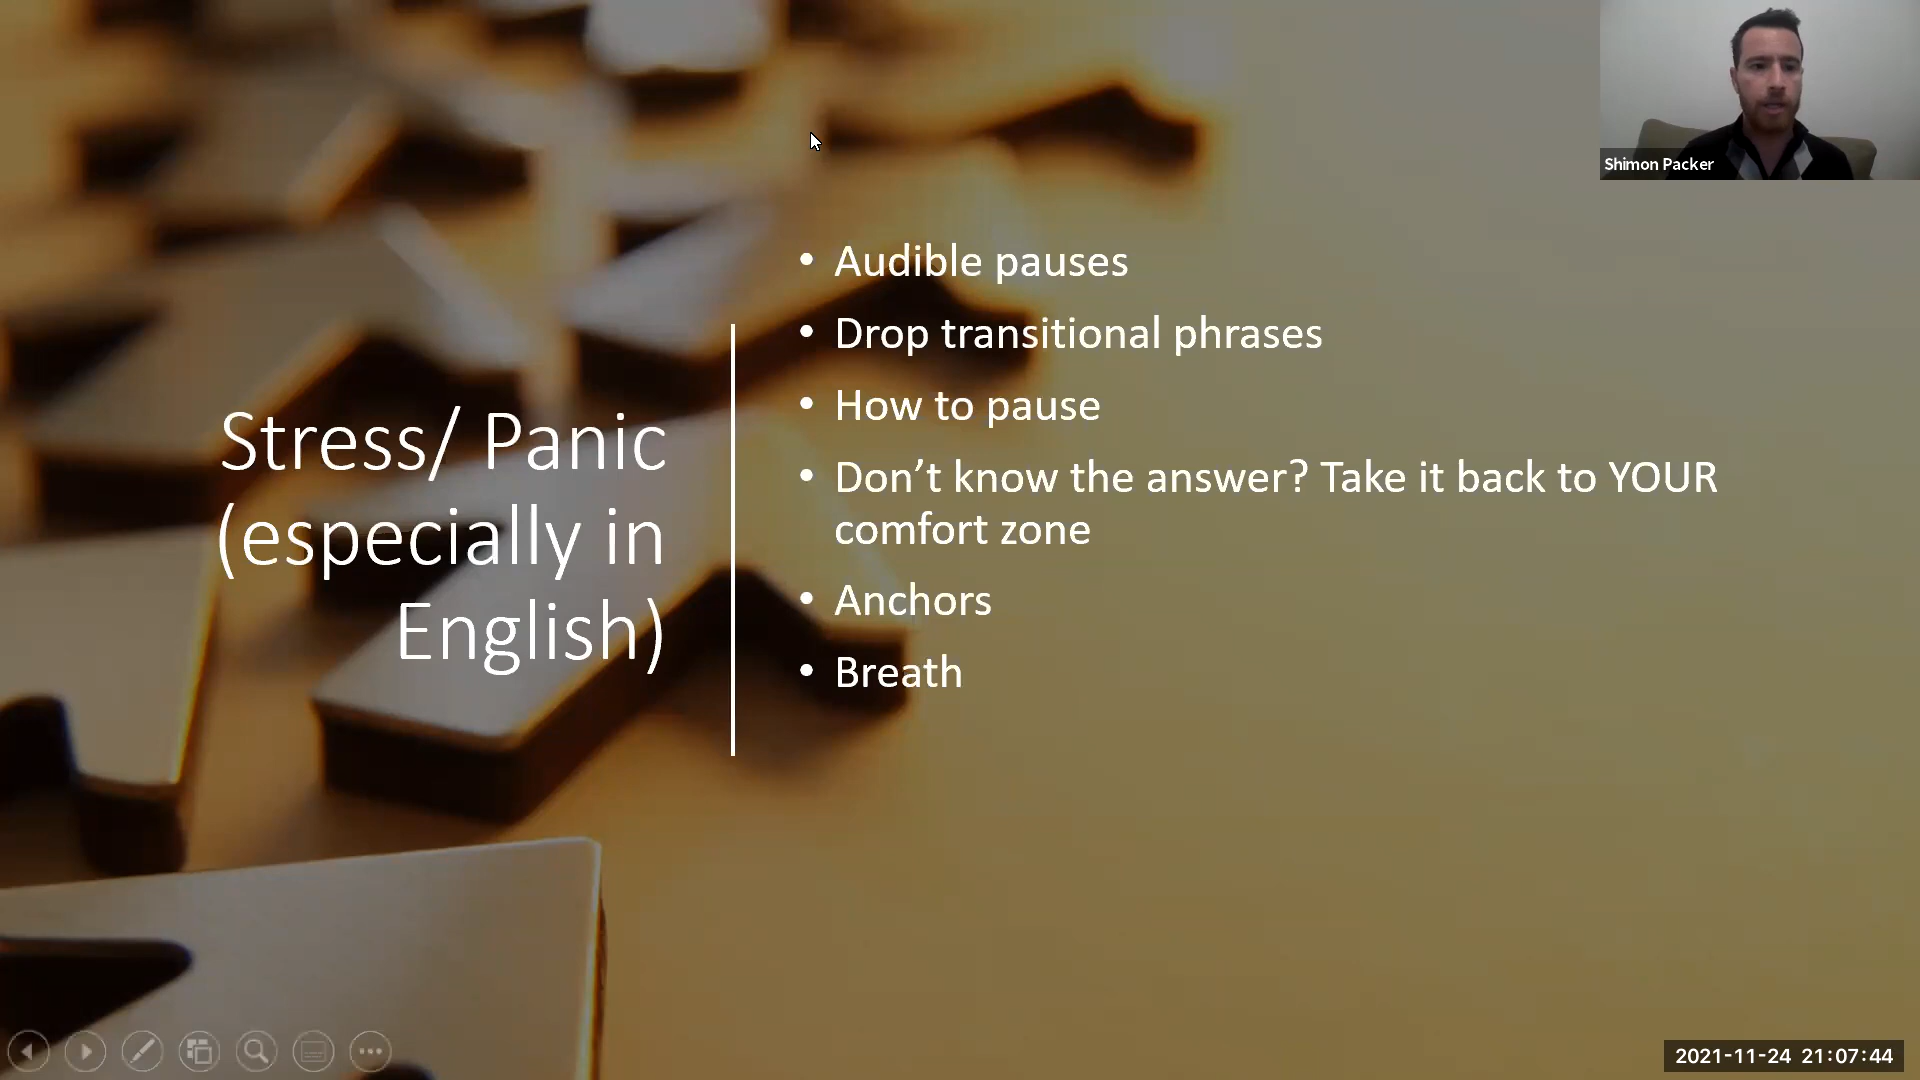 Shimon Packer
Stress/ Panic
(especially in
English)
• Audible pauses
• Drop transitional phrases
• How to pause
• Don’t know the answer? Take it back to YOUR
comfort zone
• Anchors
• Breath
2021-11-24 21:07:44